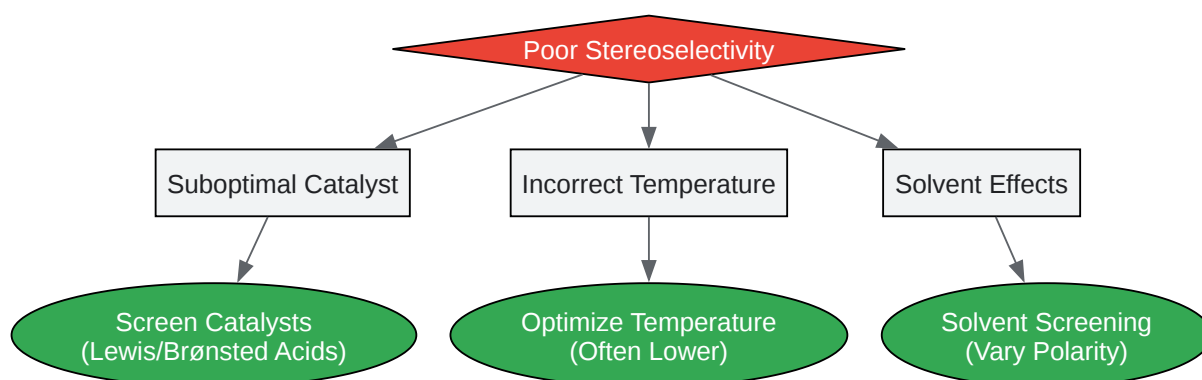 Poor Stereoselectivity
Suboptimal Catalyst
Incorrect Temperature
Solvent Effects
Screen Catalysts
(Lewis/Brønsted Acids)
Optimize Temperature
(Often Lower)
Solvent Screening
(Vary Polarity)